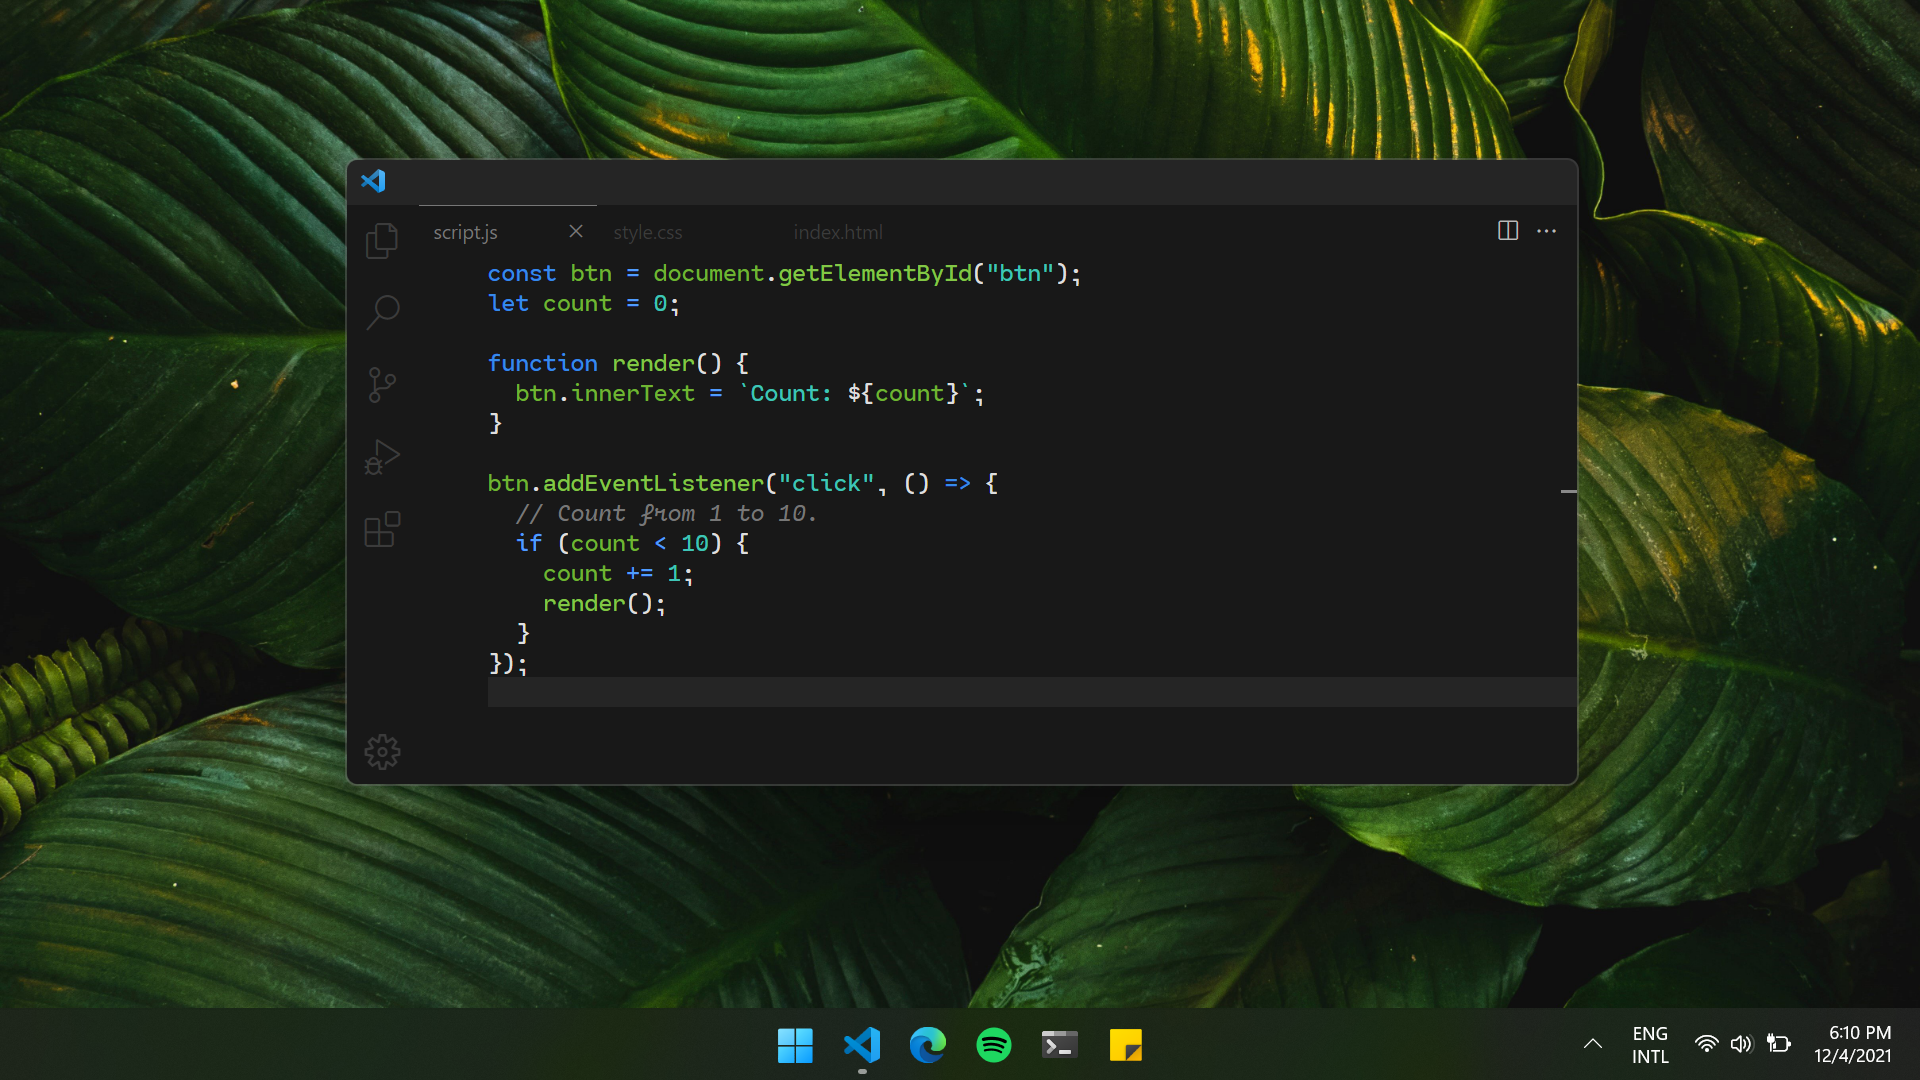 script.js style.css index.html
const btn = document.getElementById("btn");
let count = 0;
function render() {
  btn.innerText = `Count: ${count}`;
}
btn.addEventListener("click", () => {
  // Count from 1 to 10.
  if (count < 10) {
    count += 1;
    render();
  }
});
ENG
INTL
6:10 PM
12/4/2021